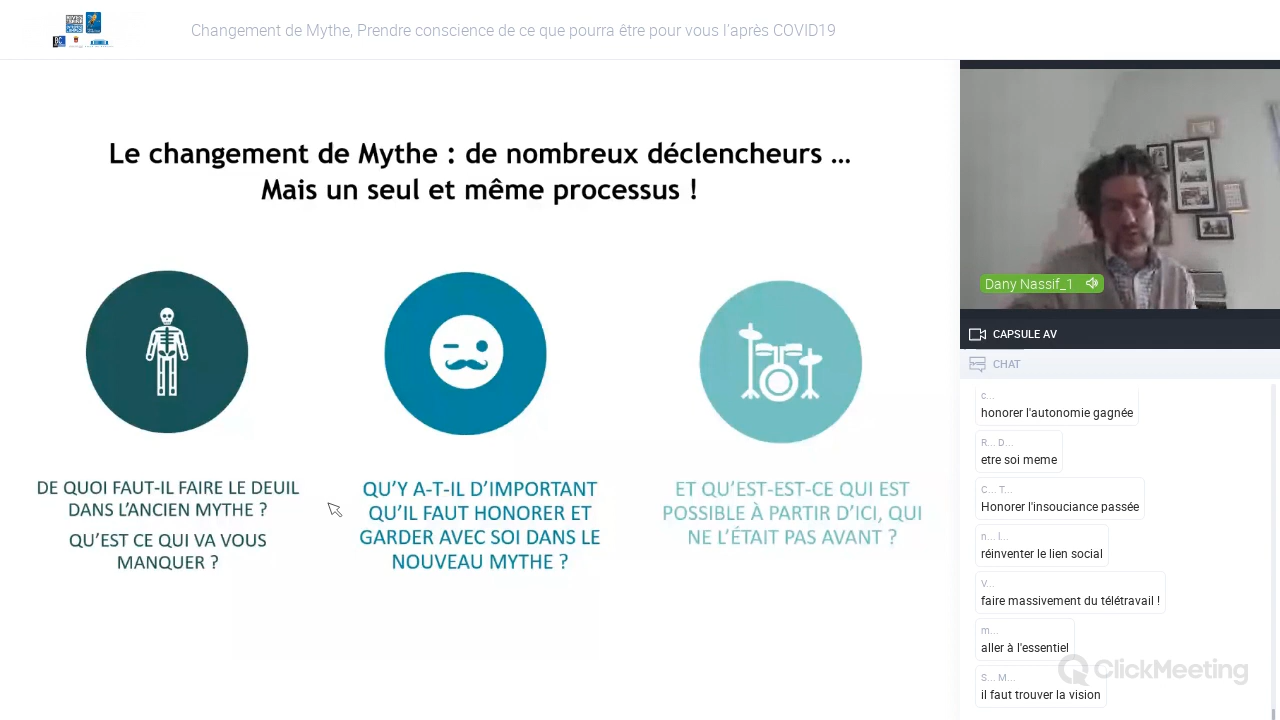 Changement de Mythe, Prendre conscience de ce que pourra être pour vous l'après COVID19
Le changement de Mythe : de nombreux déclencheurs ...
Mais un seul et même processus !
DE QUOI FAUT-IL FAIRE LE DEUIL
DANS L'ANCIEN MYTHE ?
QU'EST CE QUI VA VOUS
MANQUER ?
QU'Y A-T-IL D'IMPORTANT
QU'IL FAUT HONORER ET
GARDER AVEC SOI DANS LE
NOUVEAU MYTHE ?
ET QU'EST-EST-CE QUI EST
POSSIBLE À PARTIR D'ICI, QUI
NE L'ÉTAIT PAS AVANT ?
Dany Nassif_1
CAPSULE AV
CHAT
c...
honorer l'autonomie gagnée
R... D...
etre soi meme
C... T...
Honorer l'insouciance passée
n... l...
réinventer le lien social
V...
faire massivement du télétravail !
m...
aller à l'essentiel
S... M...
il faut trouver la vision
ClickMeeting